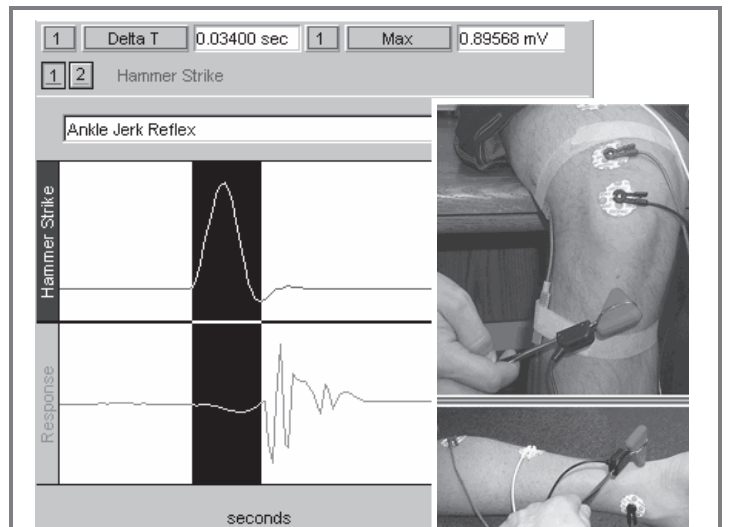 1 Delta T 0.03400 sec 1 Max 0.89568 mV
1 2 Hammer Strike
Ankle Jerk Reflex
Hammer Strike
Response
seconds